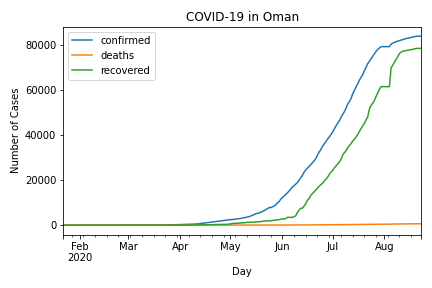 COVID-19 in Oman
confirmed
deaths
recovered
Number of Cases
80000
60000
40000
20000
0
Feb Mar Apr May Jun Jul Aug
2020
Day